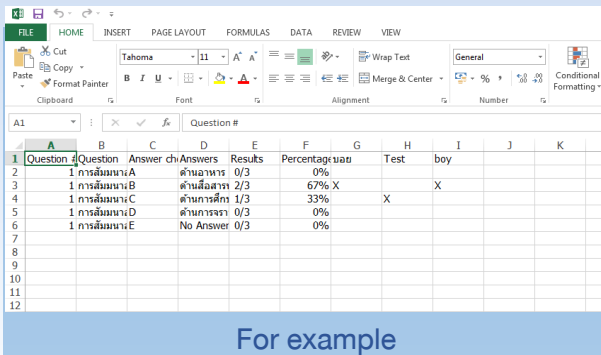 FILE HOME INSERT PAGE LAYOUT FORMULAS DATA REVIEW VIEW
Cut
Copy
Format Painter
Paste
Clipboard
Tahoma 11 A A
B I U A
Font
Wrap Text
Merge & Center
Alignment
General
% , .00 .0
Number
Conditional
Formatting
A1 fx Question #
A B C D E F G H I J K
1 Question # Question Answer ch Answers Results Percentage บอย Test boy
2 1 การสัมมนา A ด้านอาหาร 0/3 0%
3 1 การสัมมนา B ด้านสื่อสาร 2/3 67% X X
4 1 การสัมมนา C ด้านการศึกษ 1/3 33% X
5 1 การสัมมนา D ด้านการจรา 0/3 0%
6 1 การสัมมนา E No Answer 0/3 0%
7
8
9
10
11
12
For example